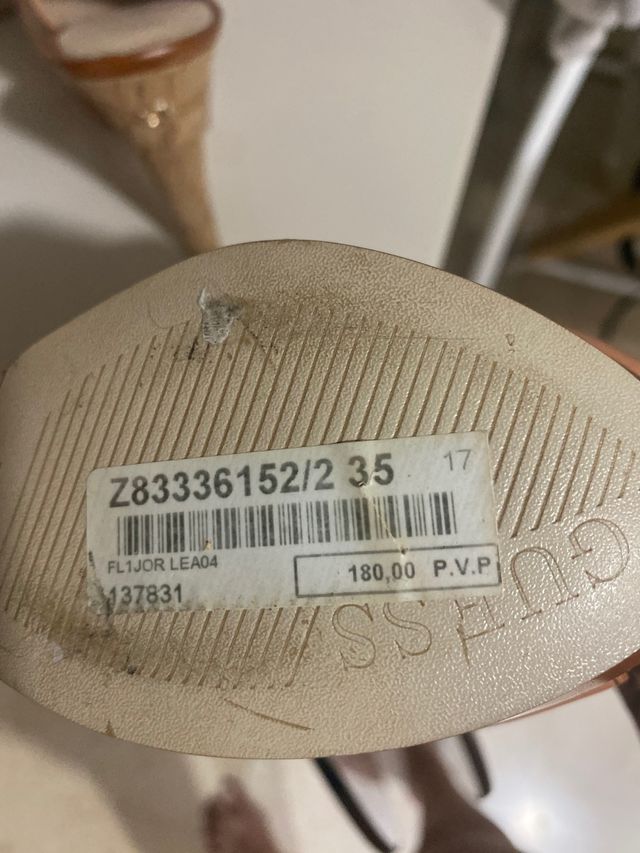 Z83336152/2 35 17
FL1JOR LEA04
180,00 P.V.P
137831
GUESS